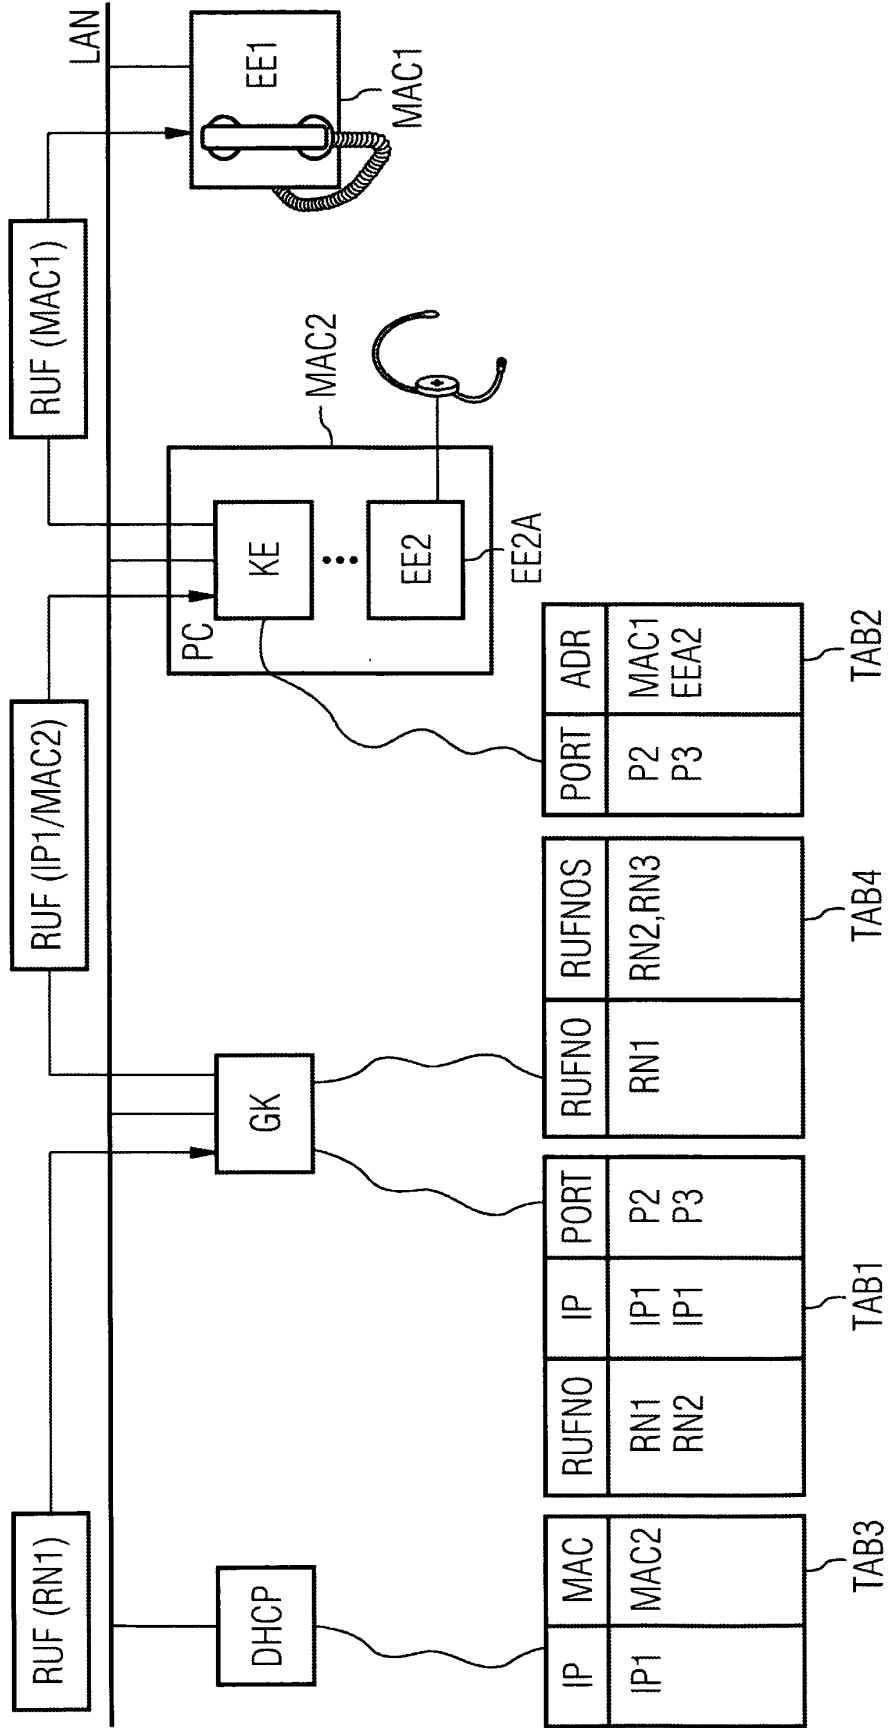 RUF (RN1)
RUF (IP1/MAC2)
RUF (MAC1)
LAN
DHCP
GK
PC
KE
EE2
EE2A
MAC2
EE1
MAC1
IP MAC
IP1 MAC2
TAB3
RUFNO IP PORT
RN1 IP1 P2
RN2 IP1 P3
TAB1
RUFNO RUFNOS
RN1 RN2,RN3
TAB4
PORT ADR
P2 MAC1
P3 EEA2
TAB2